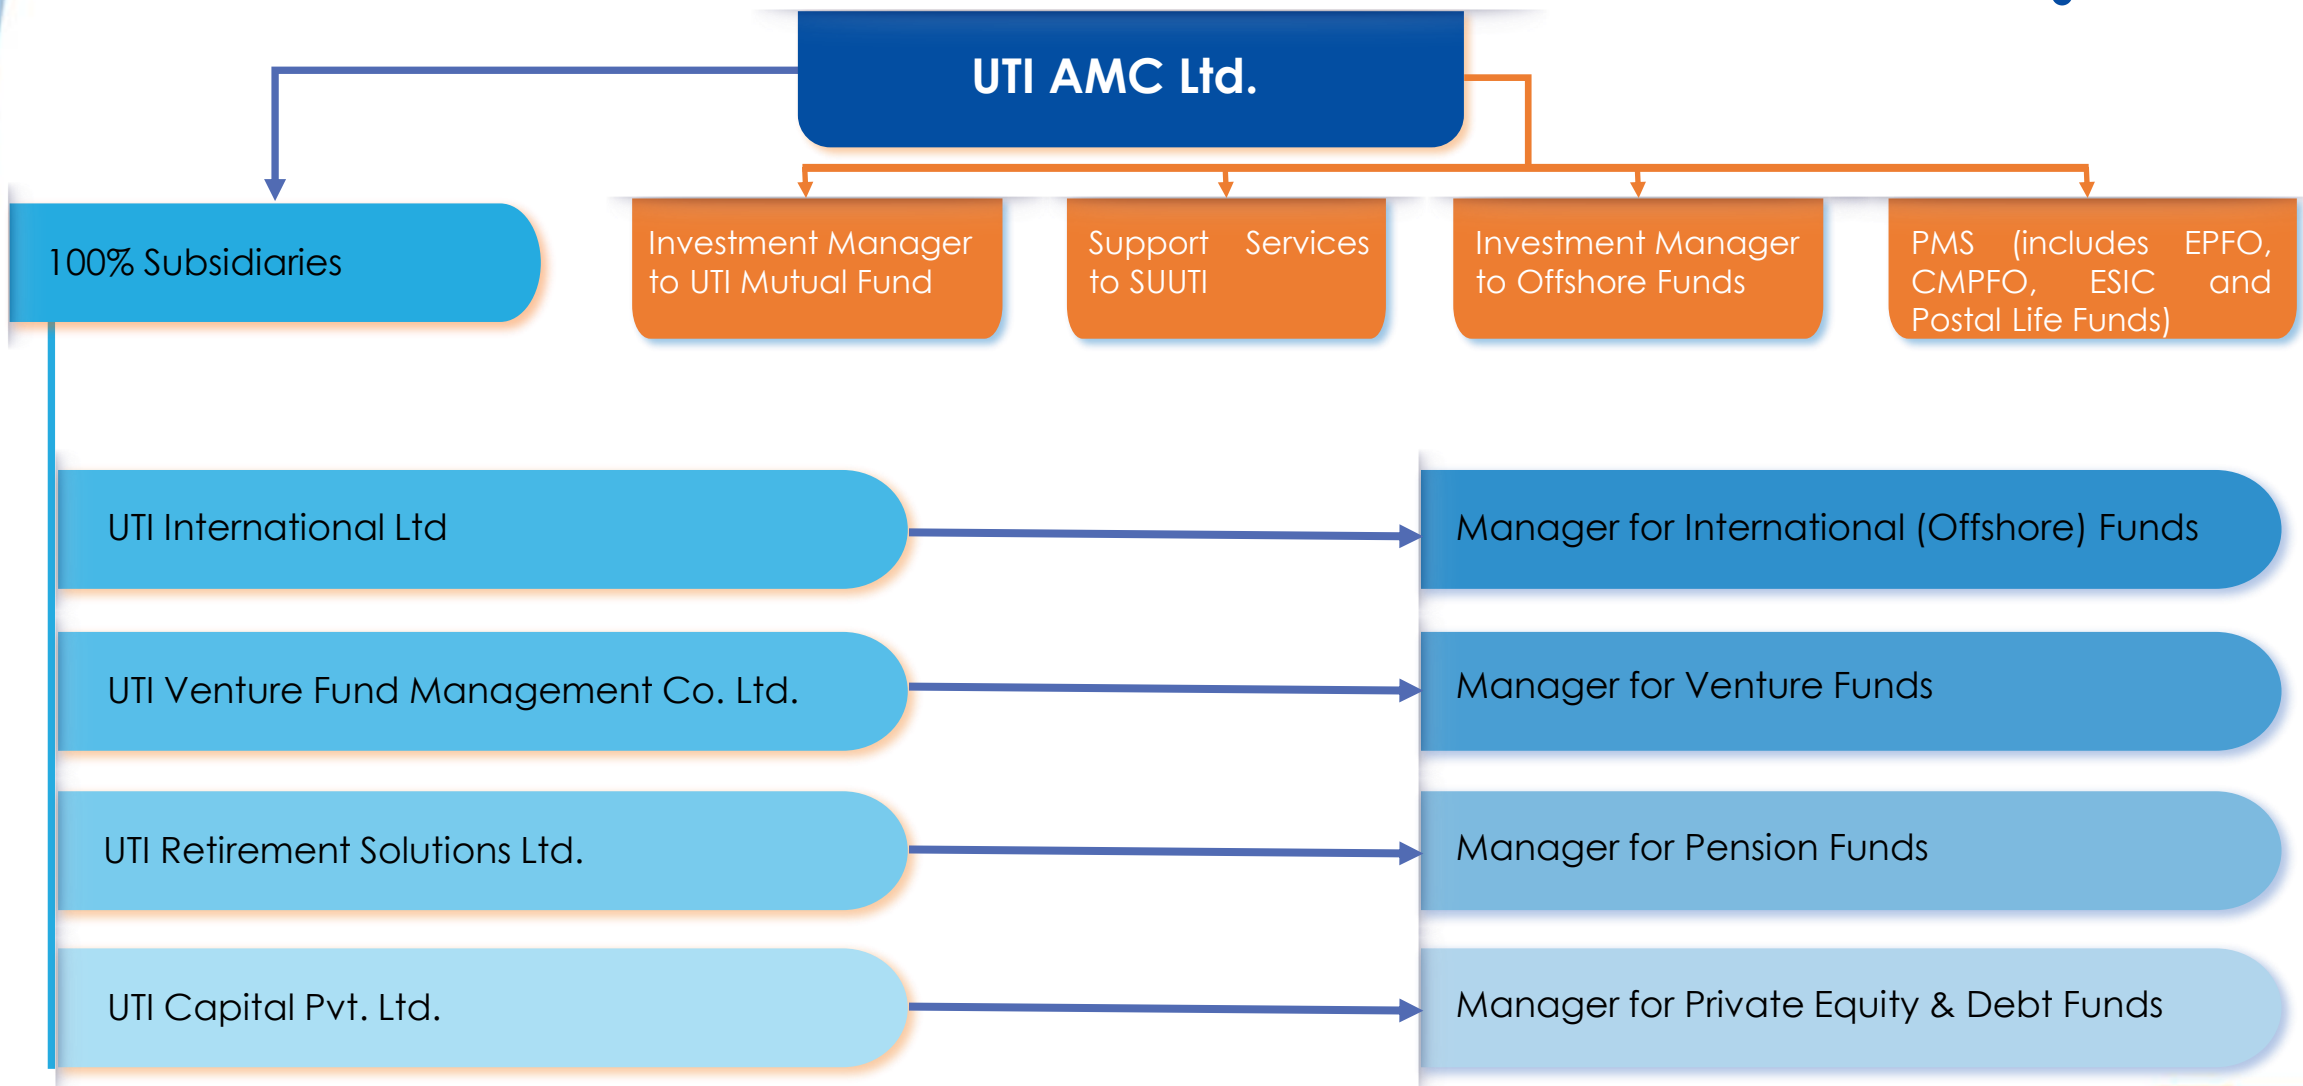 UTI AMC Ltd.
100% Subsidiaries
Investment Manager
to UTI Mutual Fund
Support Services
to SUUTI
Investment Manager
to Offshore Funds
PMS (includes EPFO,
CMPFO, ESIC and
Postal Life Funds)
UTI International Ltd
Manager for International (Offshore) Funds
UTI Venture Fund Management Co. Ltd.
Manager for Venture Funds
UTI Retirement Solutions Ltd.
Manager for Pension Funds
UTI Capital Pvt. Ltd.
Manager for Private Equity & Debt Funds